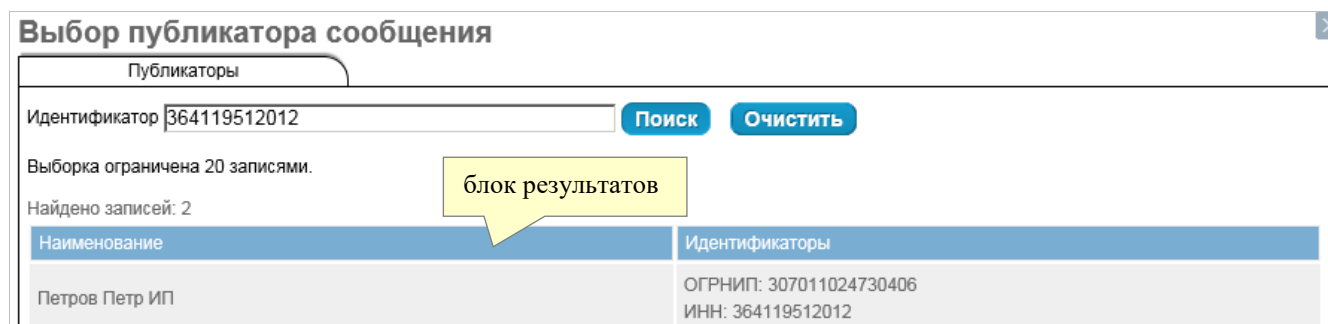 Выбор публикатора сообщения
Публикаторы
Идентификатор 364119512012 Поиск Очистить
Выборка ограничена 20 записями.
блок результатов
Найдено записей: 2
Наименование Идентификаторы
Петров Петр ИП
ОГРНИП: 307011024730406
ИНН: 364119512012